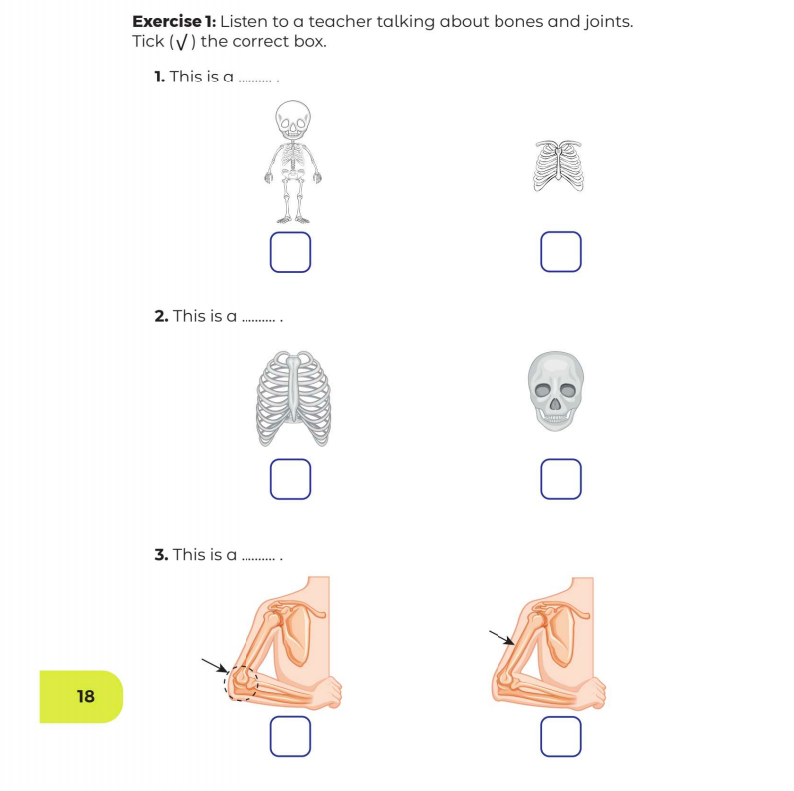 Exercise 1: Listen to a teacher talking about bones and joints.
Tick (√) the correct box.
1. This is a .......... .
2. This is a .......... .
3. This is a .......... .
18